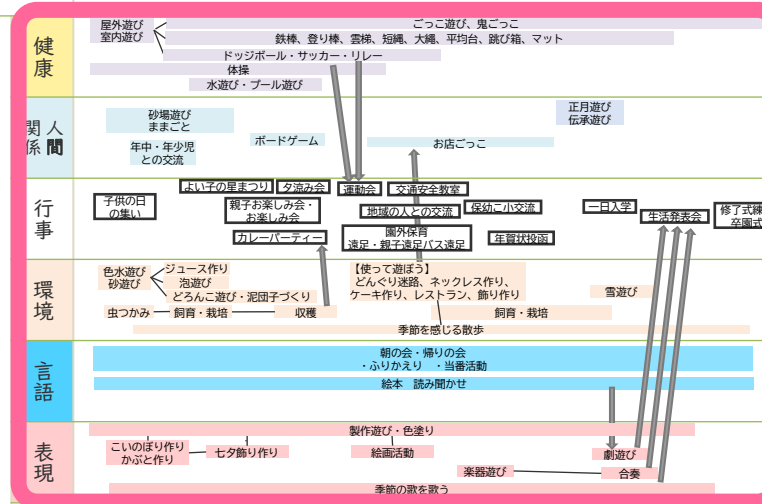 健康
屋外遊び
室内遊び
ごっこ遊び、鬼ごっこ
鉄棒、登り棒、雲梯、短縄、大縄、平均台、跳び箱、マット
ドッジボール・サッカー・リレー
体操
水遊び・プール遊び
人間関係
砂場遊び
ままごと
年中・年少児
との交流
ボードゲーム
お店ごっこ
正月遊び
伝承遊び
行事
子供の日
の集い
よい子の星まつり
夕涼み会
運動会
交通安全教室
親子お楽しみ会・
お楽しみ会
地域の人との交流
保幼こ小交流
一日入学
生活発表会
修了式練
卒園式
カレーパーティー
園外保育
遠足・親子遠足バス遠足
年賀状投函
環境
色水遊び
砂遊び
ジュース作り
泡遊び
どろんこ遊び・泥団子づくり
虫つかみ
飼育・栽培
収穫
【使って遊ぼう】
どんぐり迷路、ネックレス作り、
ケーキ作り、レストラン、飾り作り
雪遊び
飼育・栽培
季節を感じる散歩
言語
朝の会・帰りの会
・ふりかえり ・当番活動
絵本 読み聞かせ
表現
製作遊び・色塗り
こいのぼり作り
かぶと作り
七夕飾り作り
絵画活動
劇遊び
楽器遊び
合奏
季節の歌を歌う